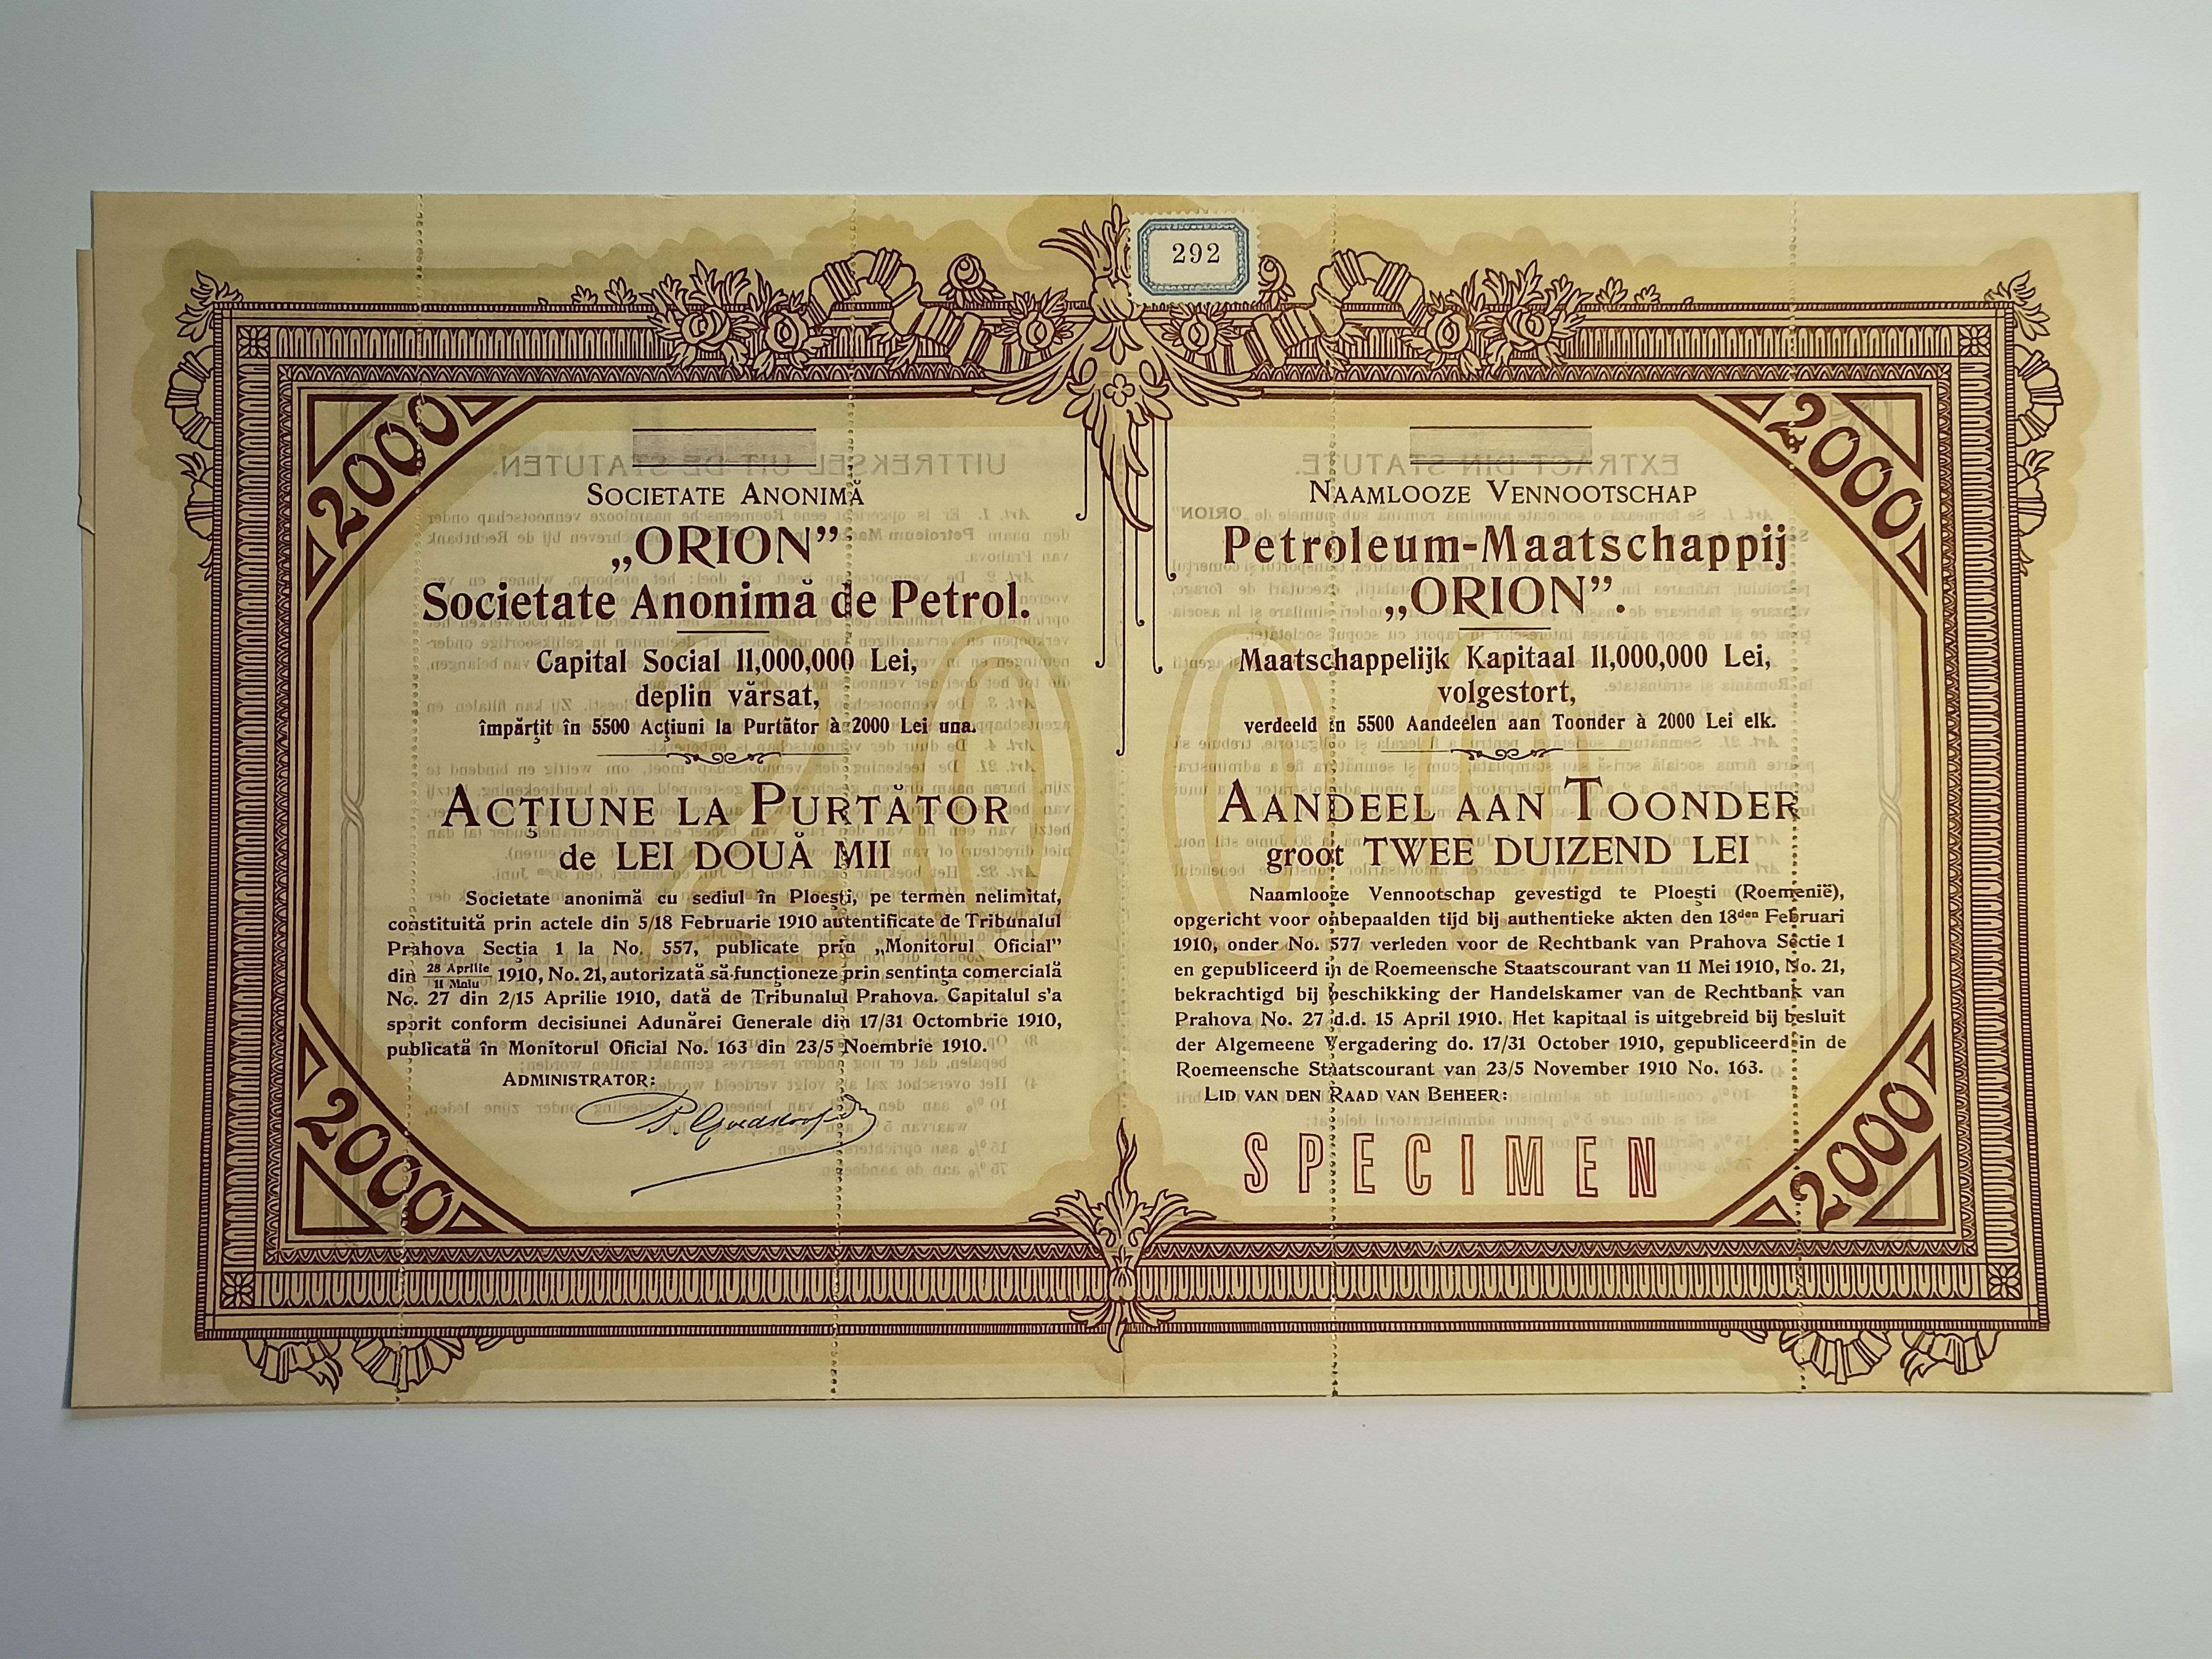 292
2000
2000
SOCIETATE ANONIMĂ
„ORION”
Societate Anonimă de Petrol.
Capital Social 11,000,000 Lei,
deplin vărsat,
împărțit în 5500 Acțiuni la Purtător à 2000 Lei una.
ACȚIUNE LA PURTĂTOR
de LEI DOUĂ MII
Societate anonimă cu sediul în Ploești, pe termen nelimitat,
constituită prin actele din 5/18 Februarie 1910 autentificate de Tribunalul
Prahova Secția 1 la No. 557, publicate prin „Monitorul Oficial”
din 28 Aprilie / 11 Maiu 1910, No. 21, autorizată să funcționeze prin sentința comercială
No. 27 din 2/15 Aprilie 1910, dată de Tribunalul Prahova. Capitalul s'a
sporit conform decisiunei Adunărei Generale din 17/31 Octombrie 1910,
publicată în Monitorul Oficial No. 163 din 23/5 Noembrie 1910.
ADMINISTRATOR:
NAAMLOOZE VENNOOTSCHAP
Petroleum-Maatschappij
„ORION”.
Maatschappelijk Kapitaal 11,000,000 Lei,
volgestort,
verdeeld in 5500 Aandeelen aan Toonder à 2000 Lei elk.
AANDEEL AAN TOONDER
groot TWEE DUIZEND LEI
Naamlooze Vennootschap gevestigd te Ploești (Roemenië),
opgericht voor onbepaalden tijd bij authentieke akten den 18den Februari
1910, onder No. 577 verleden voor de Rechtbank van Prahova Sectie 1
en gepubliceerd in de Roemeensche Staatscourant van 11 Mei 1910, No. 21,
bekrachtigd bij beschikking der Handelskamer van de Rechtbank van
Prahova No. 27 d.d. 15 April 1910. Het kapitaal is uitgebreid bij besluit
der Algemeene Vergadering do. 17/31 October 1910, gepubliceerd in de
Roemeensche Staatscourant van 23/5 November 1910 No. 163.
LID VAN DEN RAAD VAN BEHEER:
SPECIMEN
2000
2000